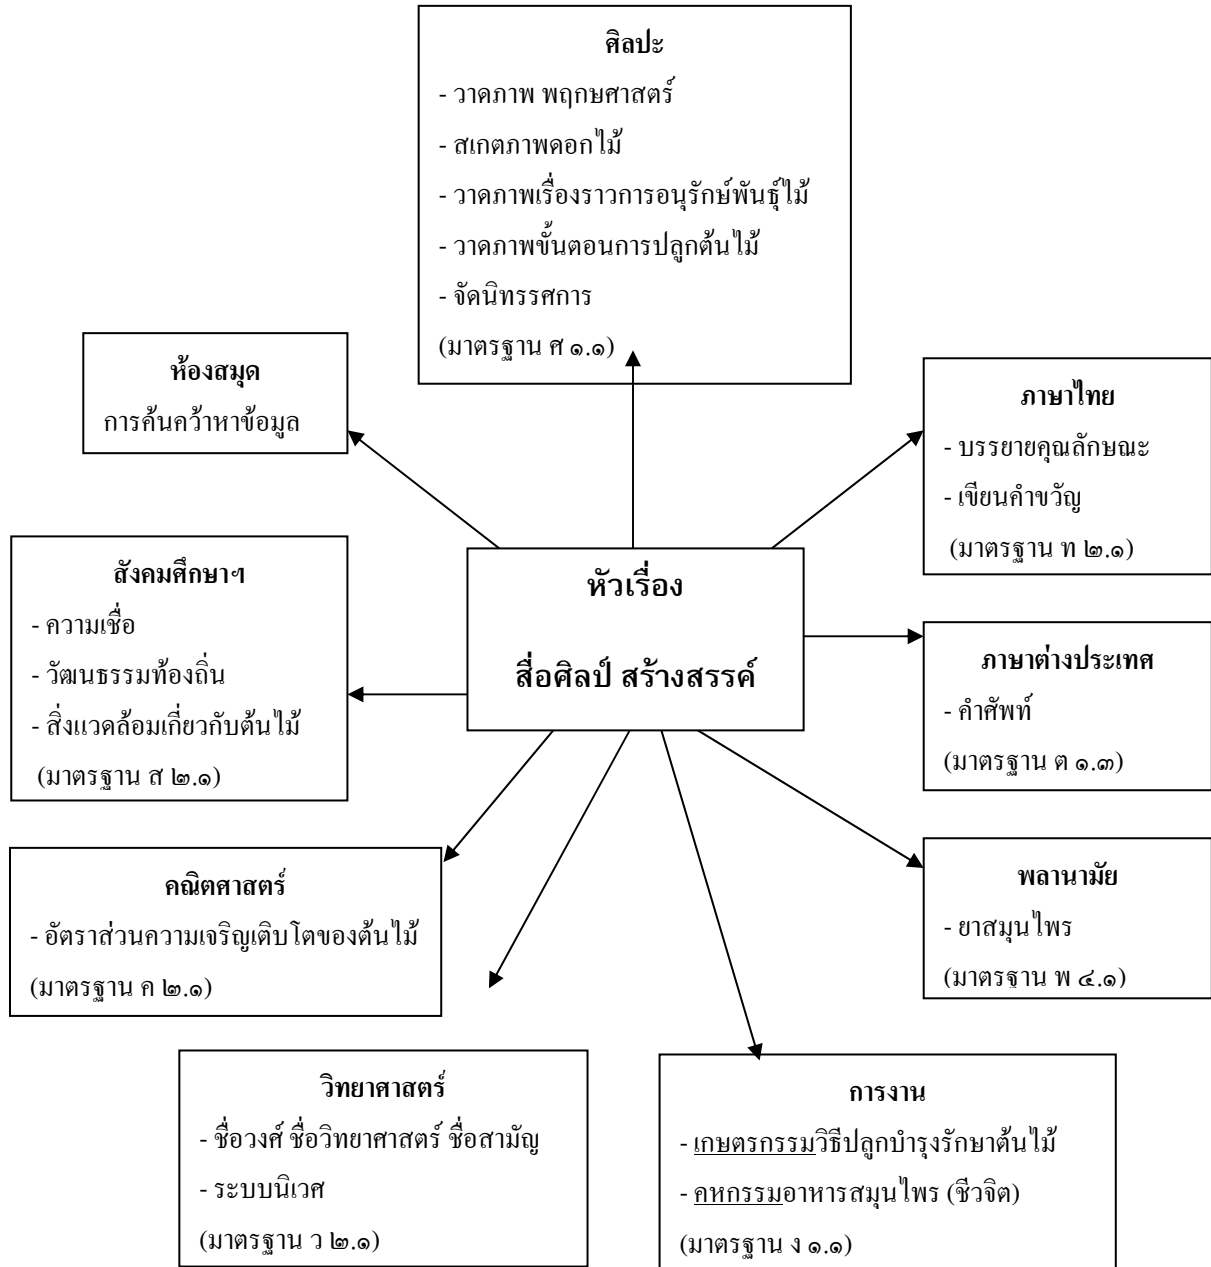 ศิลปะ
- วาดภาพ พฤกษศาสตร์
- สเกตภาพดอกไม้
- วาดภาพเรื่องราวการอนุรักษ์พันธุ์ไม้
- วาดภาพขั้นตอนการปลูกต้นไม้
- จัดนิทรรศการ
(มาตรฐาน ศ ๑.๑)
ห้องสมุด
การค้นคว้าหาข้อมูล
ภาษาไทย
- บรรยายคุณลักษณะ
- เขียนคำขวัญ
(มาตรฐาน ท ๒.๑)
สังคมศึกษาฯ
- ความเชื่อ
- วัฒนธรรมท้องถิ่น
- สิ่งแวดล้อมเกี่ยวกับต้นไม้
(มาตรฐาน ส ๒.๑)
หัวเรื่อง
สื่อศิลป์ สร้างสรรค์
ภาษาต่างประเทศ
- คำศัพท์
(มาตรฐาน ต ๑.๓)
คณิตศาสตร์
- อัตราส่วนความเจริญเติบโตของต้นไม้
(มาตรฐาน ค ๒.๑)
พลานามัย
- ยาสมุนไพร
(มาตรฐาน พ ๔.๑)
วิทยาศาสตร์
- ชื่อวงศ์ ชื่อวิทยาศาสตร์ ชื่อสามัญ
- ระบบนิเวศ
(มาตรฐาน ว ๒.๑)
การงาน
- เกษตรกรรมวิธีปลูกบำรุงรักษาต้นไม้
- คหกรรมอาหารสมุนไพร (ชีวจิต)
(มาตรฐาน ง ๑.๑)